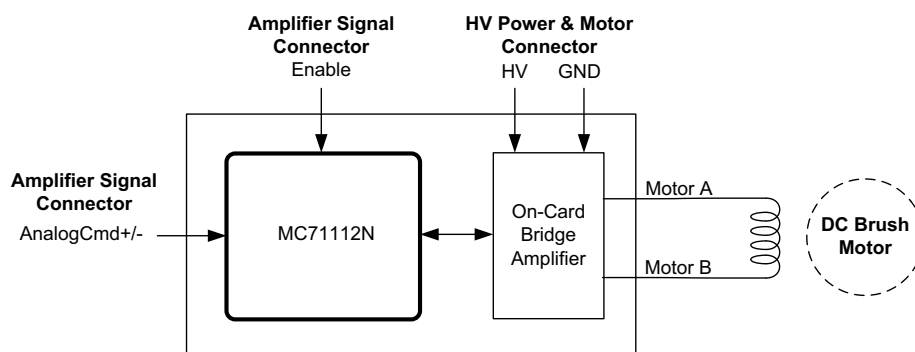 Amplifier Signal
Connector
Enable
HV Power & Motor
Connector
HV
GND
Amplifier Signal
Connector
AnalogCmd+/-
MC71112N
On-Card
Bridge
Amplifier
Motor A
Motor B
DC Brush
Motor